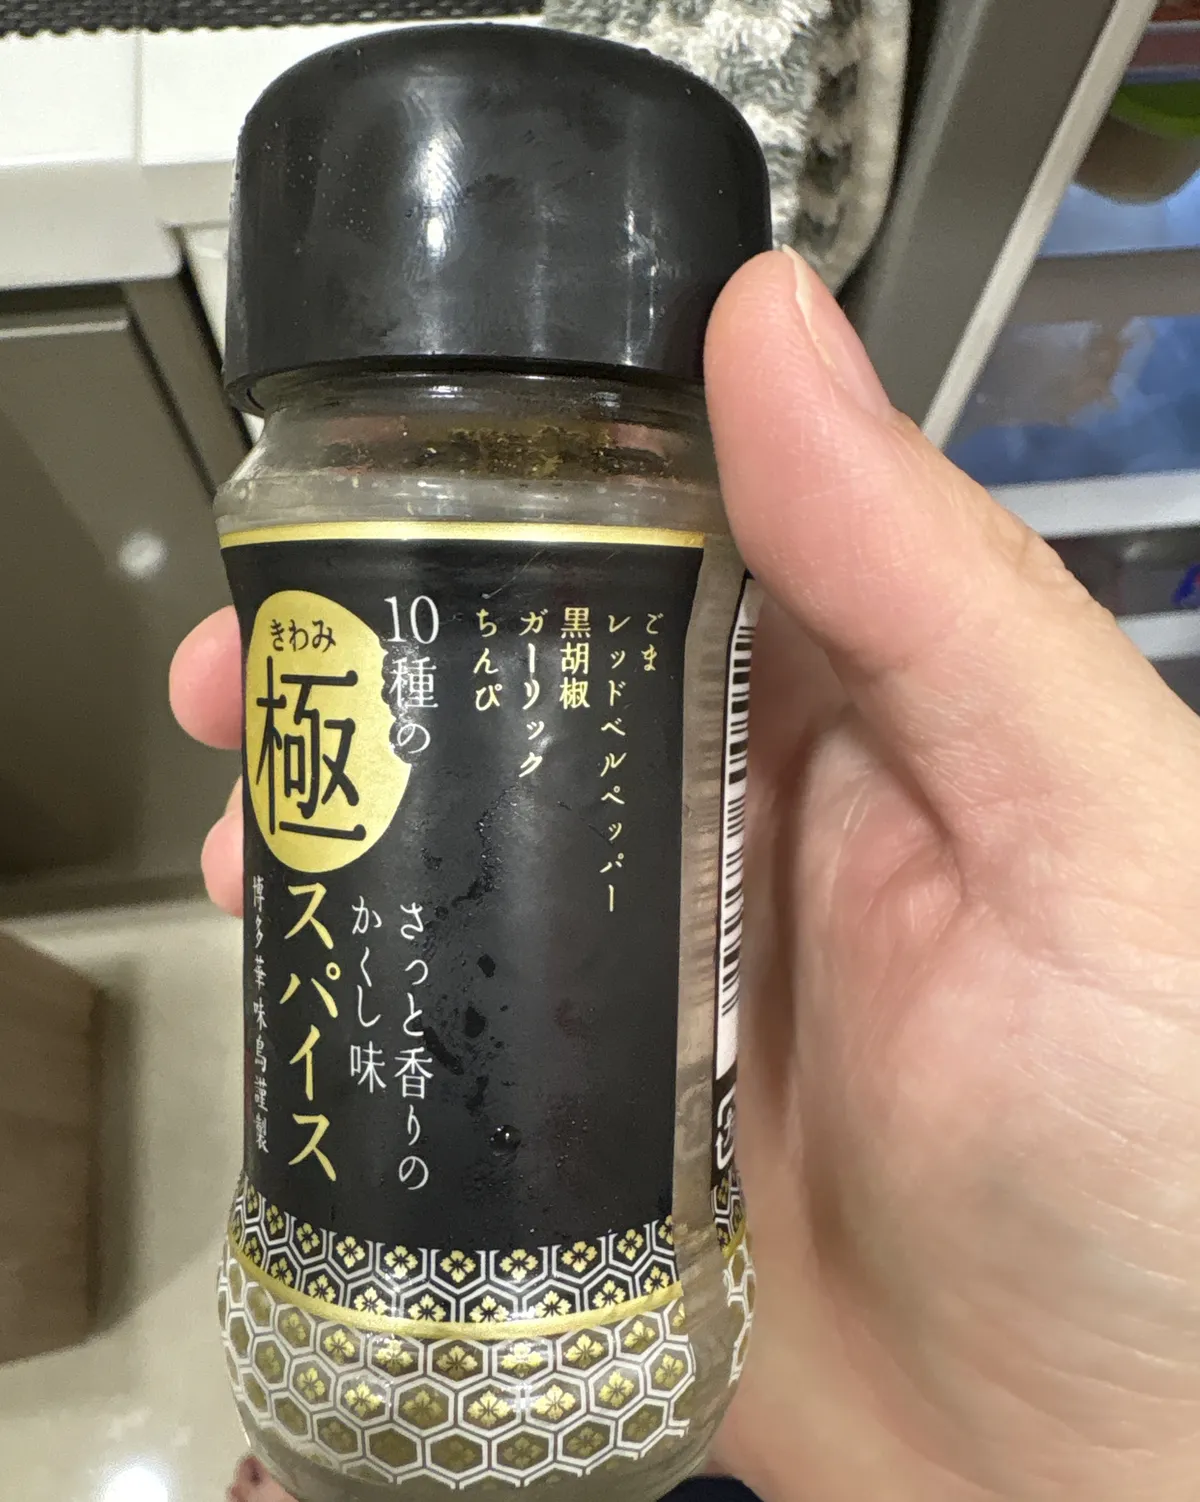 ごま
レッドベルペッパー
黒胡椒
ガーリック
ちんぴ
10種の
さっと香りの
かくし味
きわみ
極
スパイス
博多華味鳥謹製